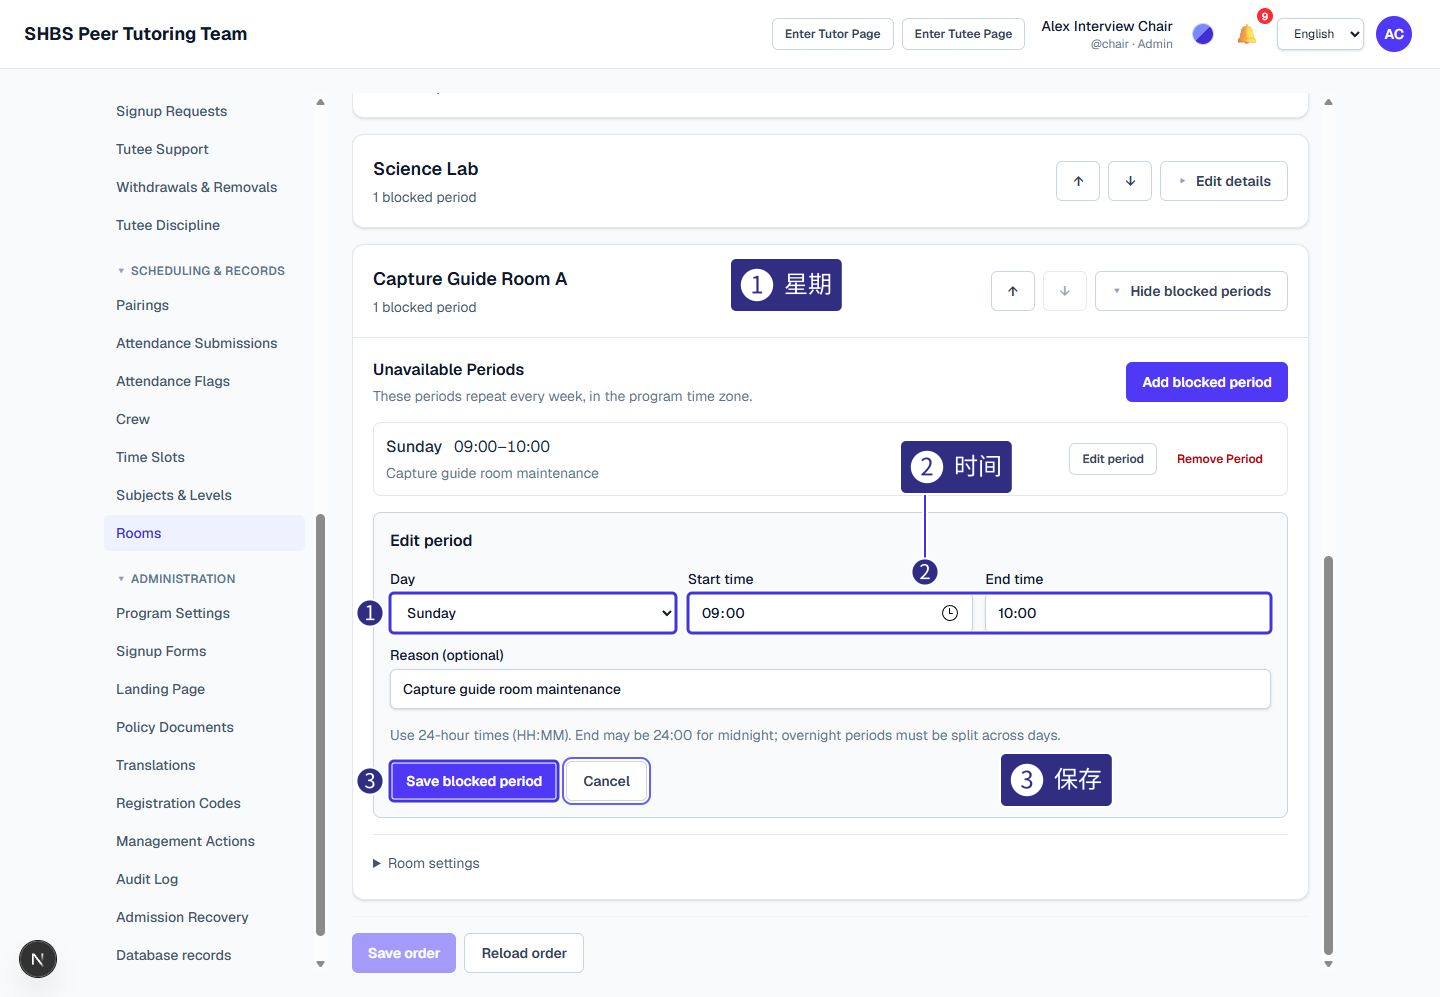 SHBS Peer Tutoring Team
Enter Tutor Page
Enter Tutee Page
Alex Interview Chair
@chair · Admin
9
English
AC
Signup Requests
Tutee Support
Withdrawals & Removals
Tutee Discipline
SCHEDULING & RECORDS
Pairings
Attendance Submissions
Attendance Flags
Crew
Time Slots
Subjects & Levels
Rooms
ADMINISTRATION
Program Settings
Signup Forms
Landing Page
Policy Documents
Translations
Registration Codes
Management Actions
Audit Log
Admission Recovery
Database records
N
Science Lab
1 blocked period
↑
↓
Edit details
Capture Guide Room A
1 blocked period
1 星期
↑
↓
Hide blocked periods
Unavailable Periods
These periods repeat every week, in the program time zone.
Add blocked period
Sunday 09:00–10:00
Capture guide room maintenance
2 时间
Edit period
Remove Period
Edit period
Day
Start time
2
End time
1
Sunday
09:00
10:00
Reason (optional)
Capture guide room maintenance
Use 24-hour times (HH:MM). End may be 24:00 for midnight; overnight periods must be split across days.
3
Save blocked period
Cancel
3 保存
Room settings
Save order
Reload order